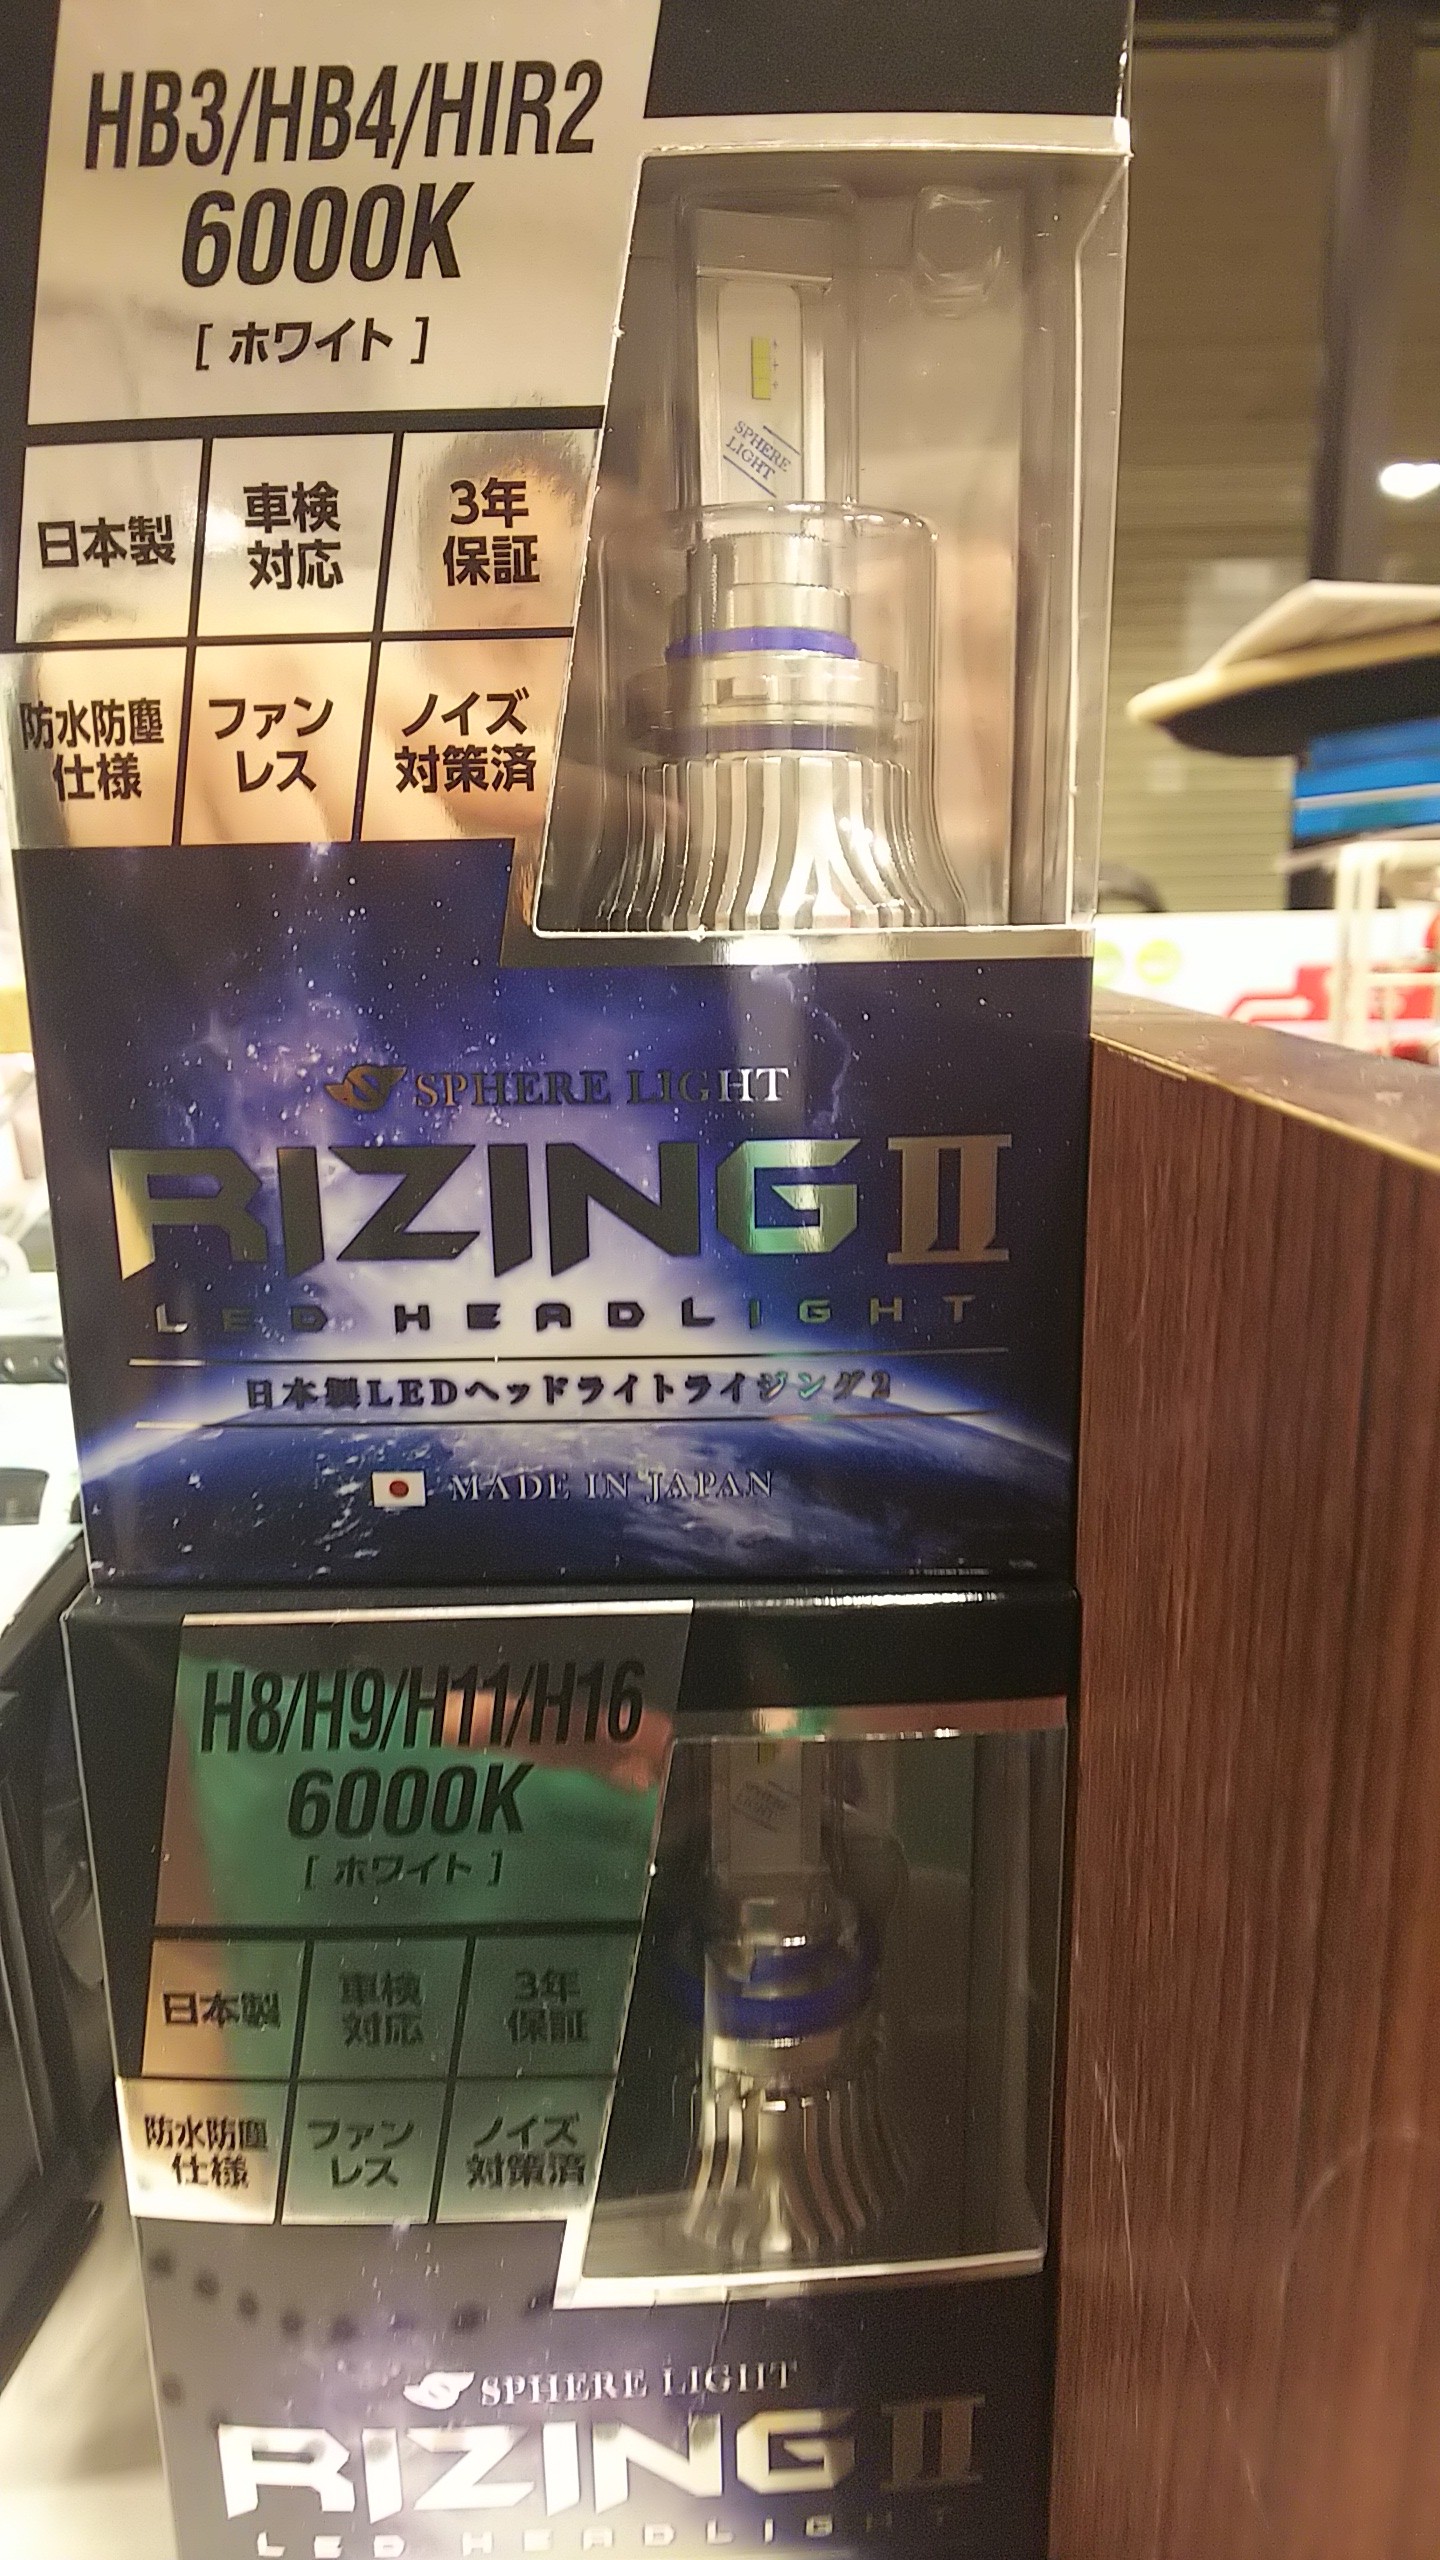 HB3/HB4/HIR2
6000K
[ ホワイト ]
日本製
車検
対応
3年
保証
防水防塵
仕様
ファン
レス
ノイズ
対策済
SPHERE
LIGHT
SPHERE LIGHT
RIZING II
LED HEADLIGHT
日本製LEDヘッドライトライジング2
MADE IN JAPAN
H8/H9/H11/H16
6000K
[ ホワイト ]
日本製
車検
対応
3年
保証
防水防塵
仕様
ファン
レス
ノイズ
対策済
SPHERE
LIGHT
SPHERE LIGHT
RIZING II
LED HEADLIGHT